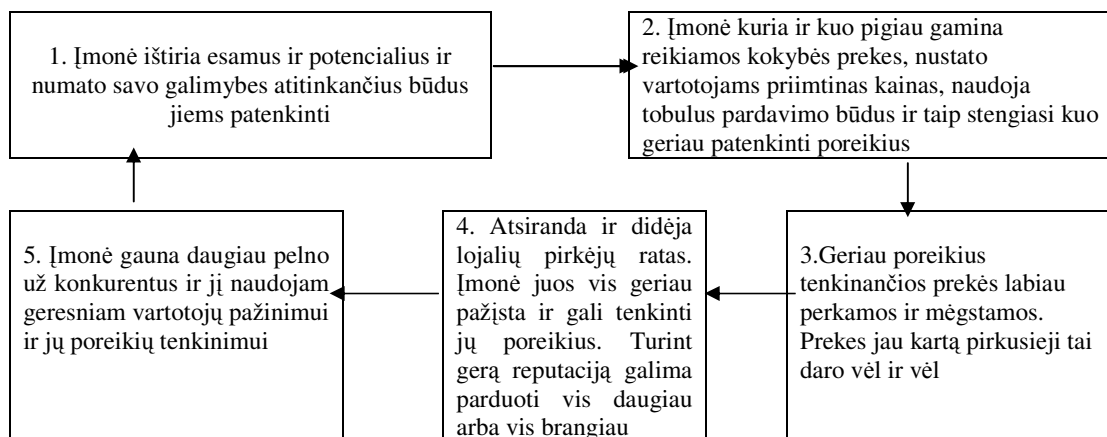 1. Įmonė ištiria esamus ir potencialius ir
numato savo galimybes atitinkančius būdus
jiems patenkinti
2. Įmonė kuria ir kuo pigiau gamina
reikiamos kokybės prekes, nustato
vartotojams priimtinas kainas, naudoja
tobulus pardavimo būdus ir taip stengiasi kuo
geriau patenkinti poreikius
3.Geriau poreikius
tenkinančios prekės labiau
perkamos ir mėgstamos.
Prekes jau kartą pirkusieji tai
daro vėl ir vėl
4. Atsiranda ir didėja
lojalių pirkėjų ratas.
Įmonė juos vis geriau
pažįsta ir gali tenkinti
jų poreikius. Turint
gerą reputaciją galima
parduoti vis daugiau
arba vis brangiau
5. Įmonė gauna daugiau pelno
už konkurentus ir jį naudojam
geresniam vartotojų pažinimui
ir jų poreikių tenkinimui